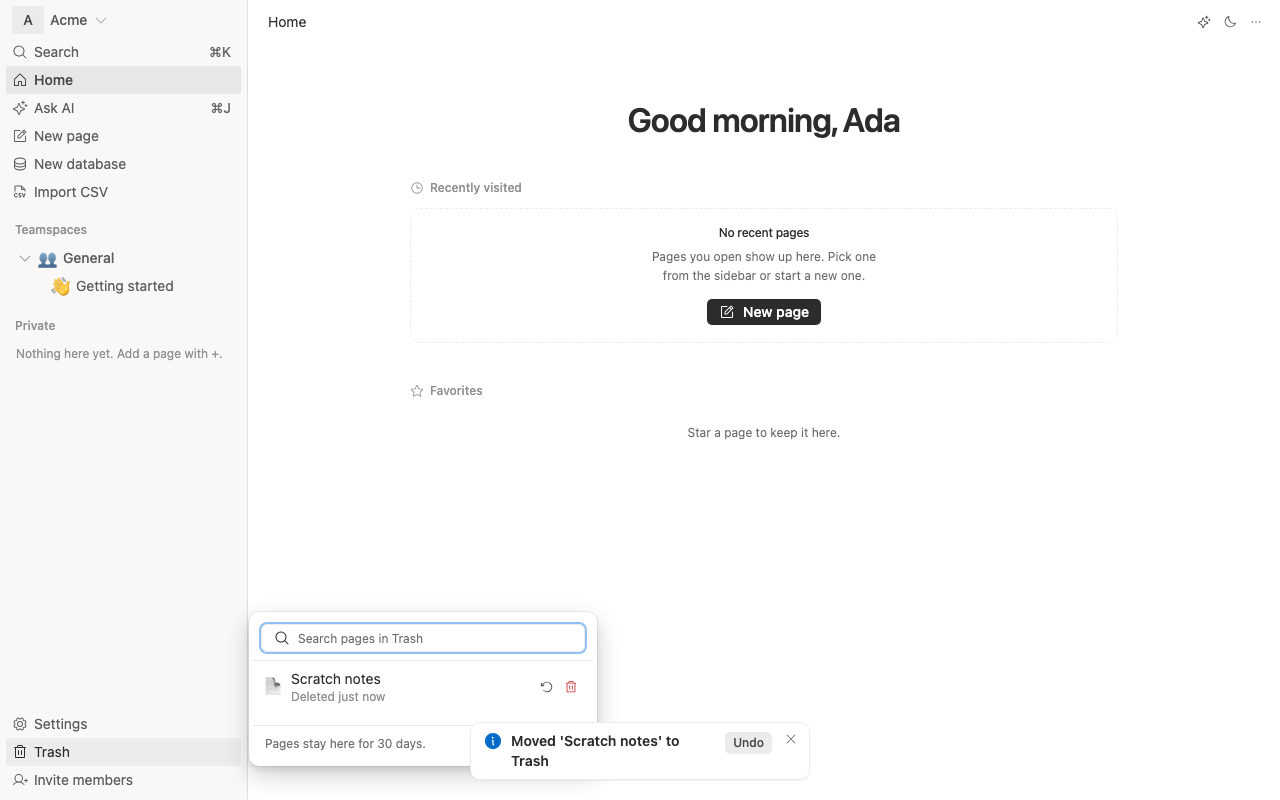 A Acme
Search ⌘K
Home
Ask AI ⌘J
New page
New database
Import CSV
Teamspaces
General
Getting started
Private
Nothing here yet. Add a page with +.
Settings
Trash
Invite members
Home
Good morning, Ada
Recently visited
No recent pages
Pages you open show up here. Pick one
from the sidebar or start a new one.
New page
Favorites
Star a page to keep it here.
Search pages in Trash
Scratch notes
Deleted just now
Pages stay here for 30 days.
Moved 'Scratch notes' to
Trash
Undo